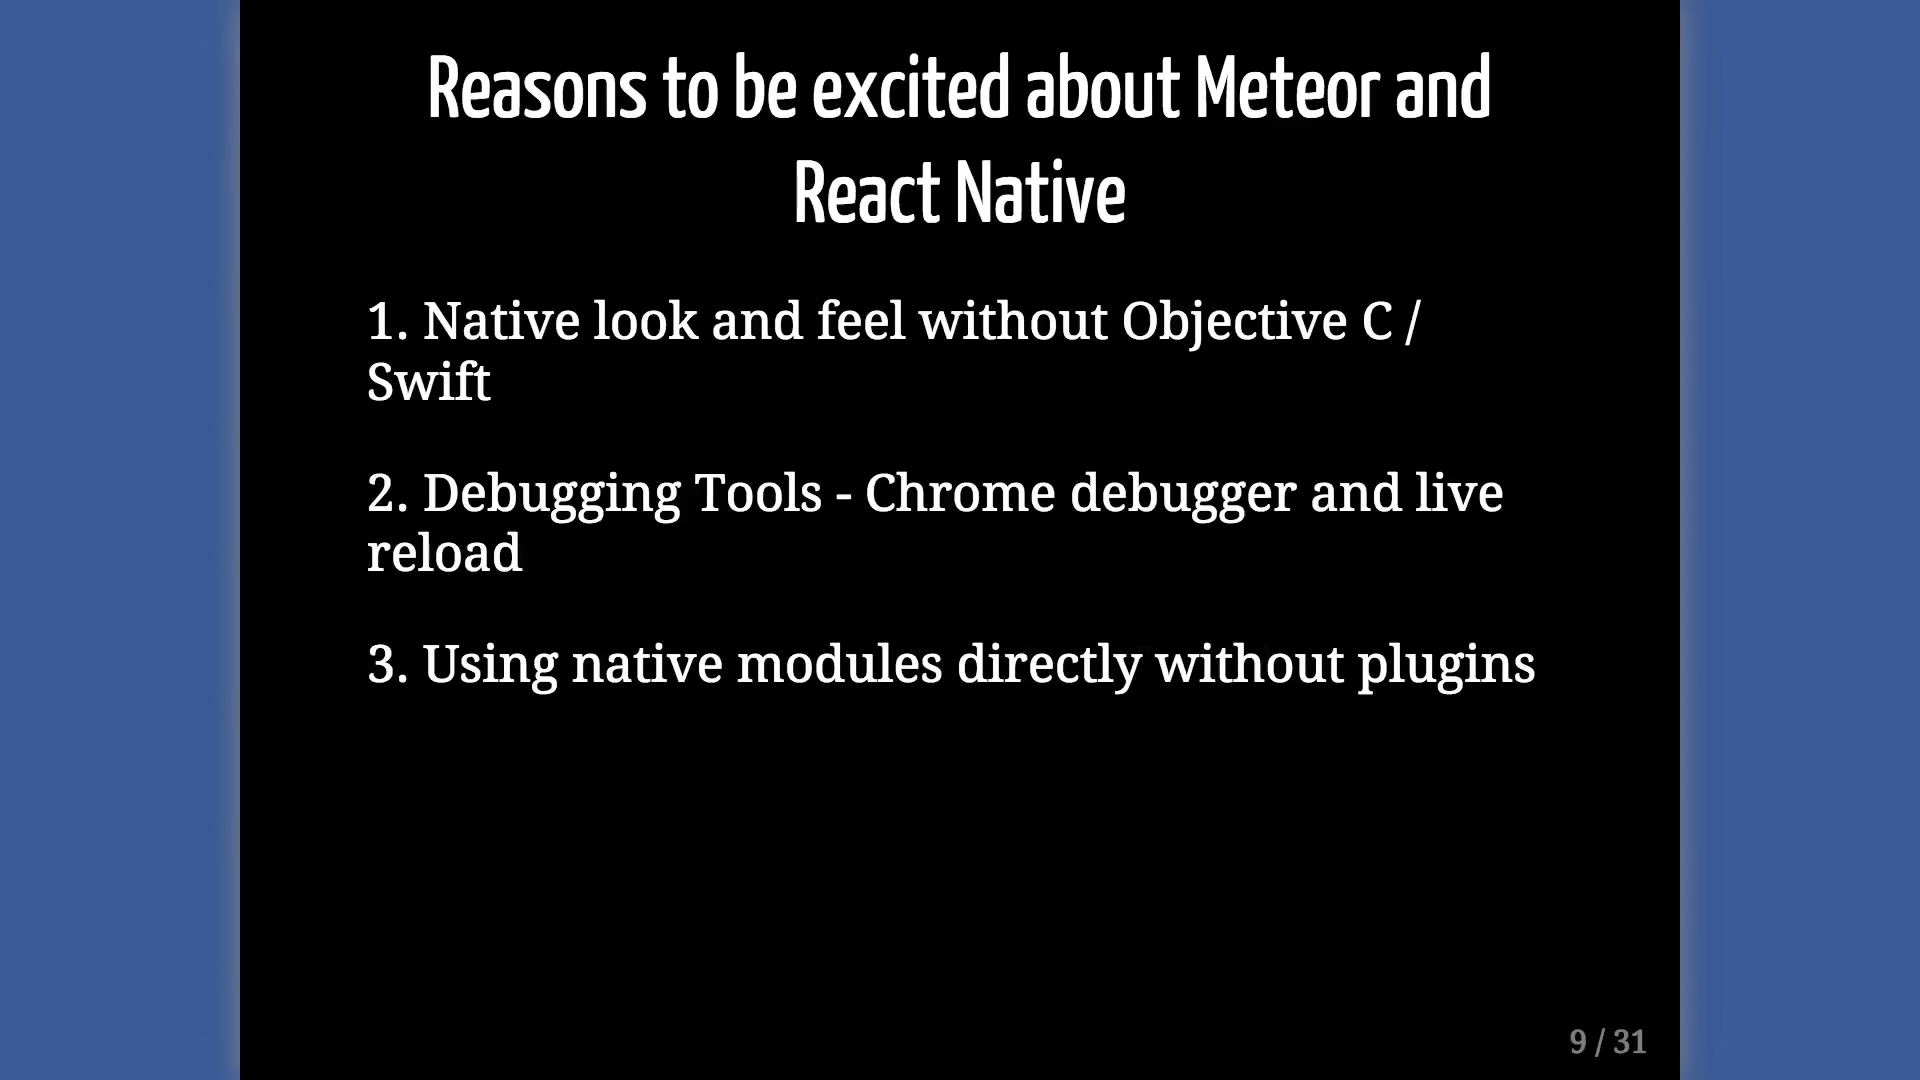 Reasons to be excited about Meteor and
React Native
1. Native look and feel without Objective C /
Swift
2. Debugging Tools - Chrome debugger and live
reload
3. Using native modules directly without plugins
9 / 31